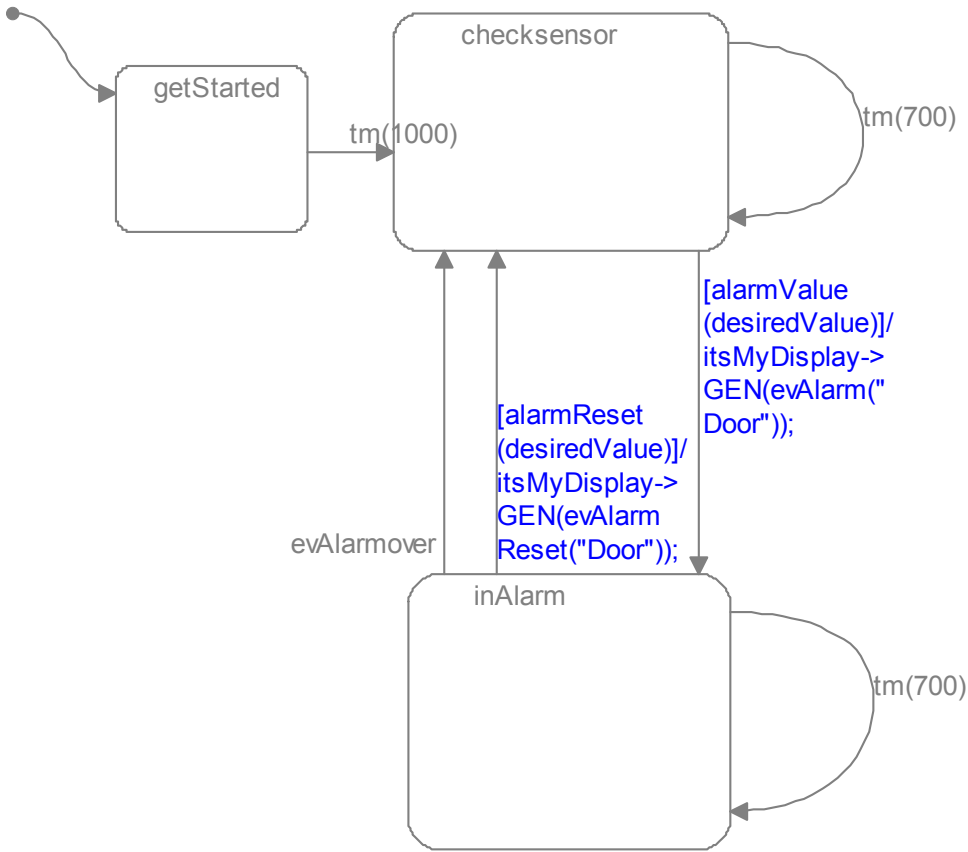 checksensor
getStarted
tm(1000)
tm(700)
[alarmValue
(desiredValue)]/
itsMyDisplay->
GEN(evAlarm("
Door"));
[alarmReset
(desiredValue)]/
itsMyDisplay->
GEN(evAlarm
Reset("Door"));
evAlarmover
inAlarm
tm(700)